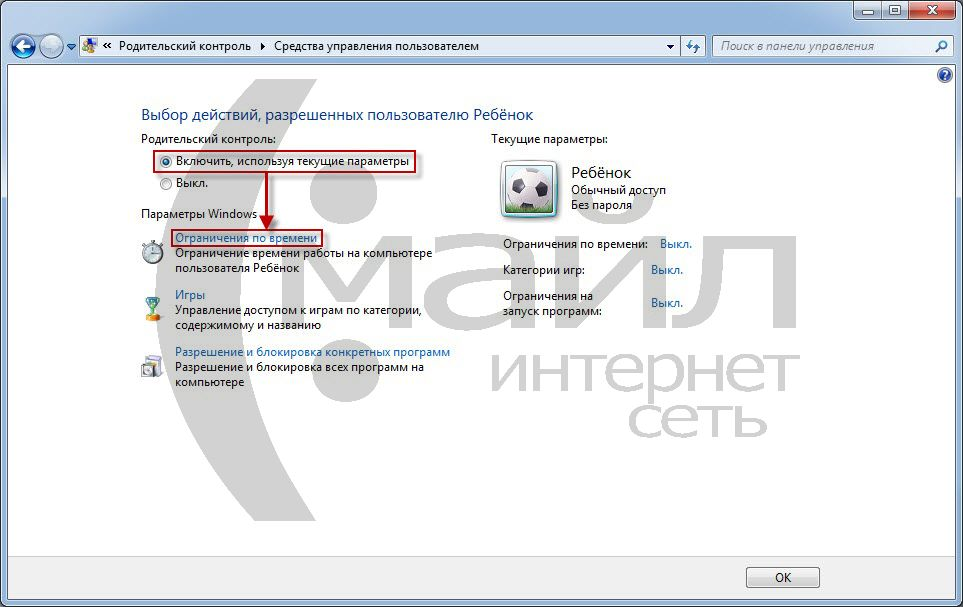 « Родительский контроль ▸ Средства управления пользователем
Поиск в панели управления
Выбор действий, разрешенных пользователю Ребёнок
Родительский контроль:
Включить, используя текущие параметры
Выкл.
Параметры Windows
Ограничения по времени
Ограничение времени работы на компьютере
пользователя Ребёнок
Игры
Управление доступом к играм по категории,
содержимому и названию
Разрешение и блокировка конкретных программ
Разрешение и блокировка всех программ на
компьютере
Текущие параметры:
Ребёнок
Обычный доступ
Без пароля
Ограничения по времени: Выкл.
Категории игр: Выкл.
Ограничения на
запуск программ: Выкл.
майл
интернет
сеть
OK